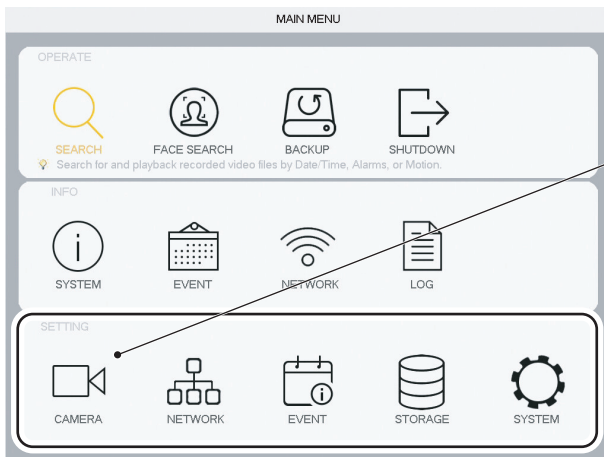 MAIN MENU
OPERATE
SEARCH FACE SEARCH BACKUP SHUTDOWN
Search for and playback recorded video files by Date/Time, Alarms, or Motion.
INFO
SYSTEM EVENT NETWORK LOG
SETTING
CAMERA NETWORK EVENT STORAGE SYSTEM